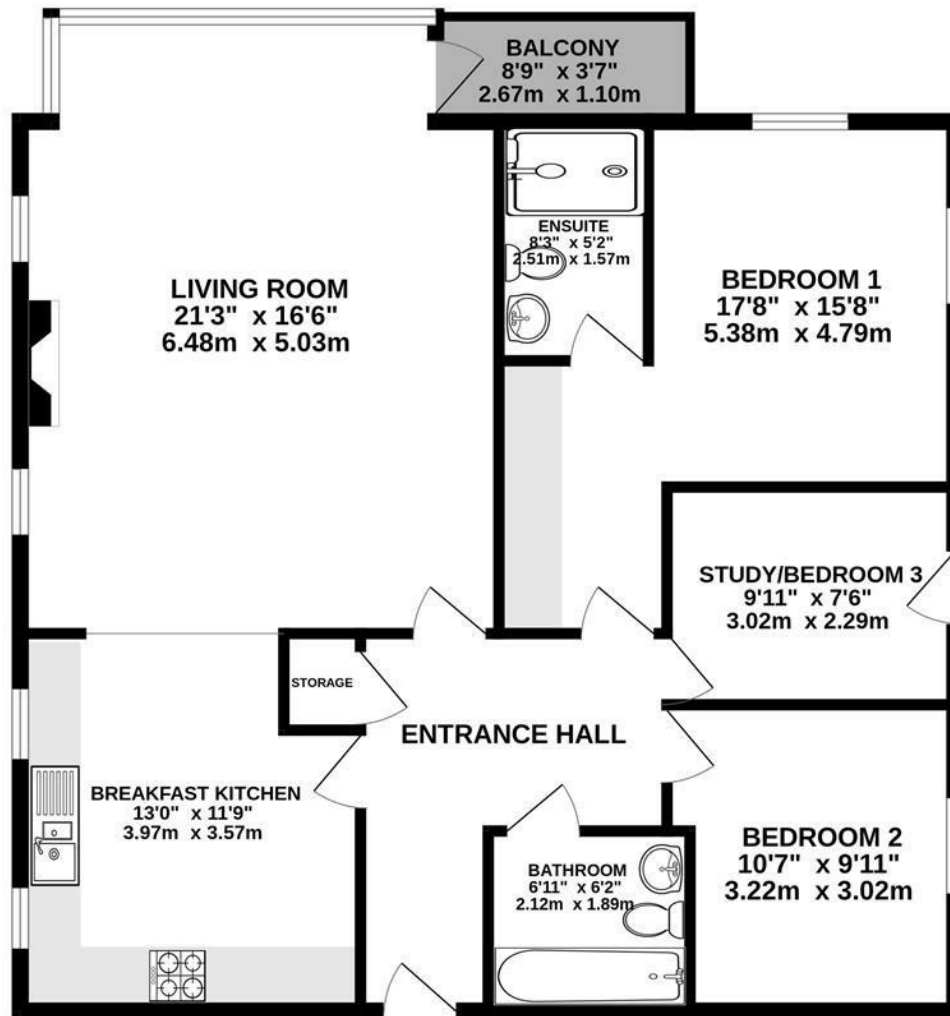 BALCONY
8'9" x 3'7"
2.67m x 1.10m
ENSUITE
8'3" x 5'2"
2.51m x 1.57m
LIVING ROOM
21'3" x 16'6"
6.48m x 5.03m
BEDROOM 1
17'8" x 15'8"
5.38m x 4.79m
STUDY/BEDROOM 3
9'11" x 7'6"
3.02m x 2.29m
STORAGE
ENTRANCE HALL
BREAKFAST KITCHEN
13'0" x 11'9"
3.97m x 3.57m
BATHROOM
6'11" x 6'2"
2.12m x 1.89m
BEDROOM 2
10'7" x 9'11"
3.22m x 3.02m